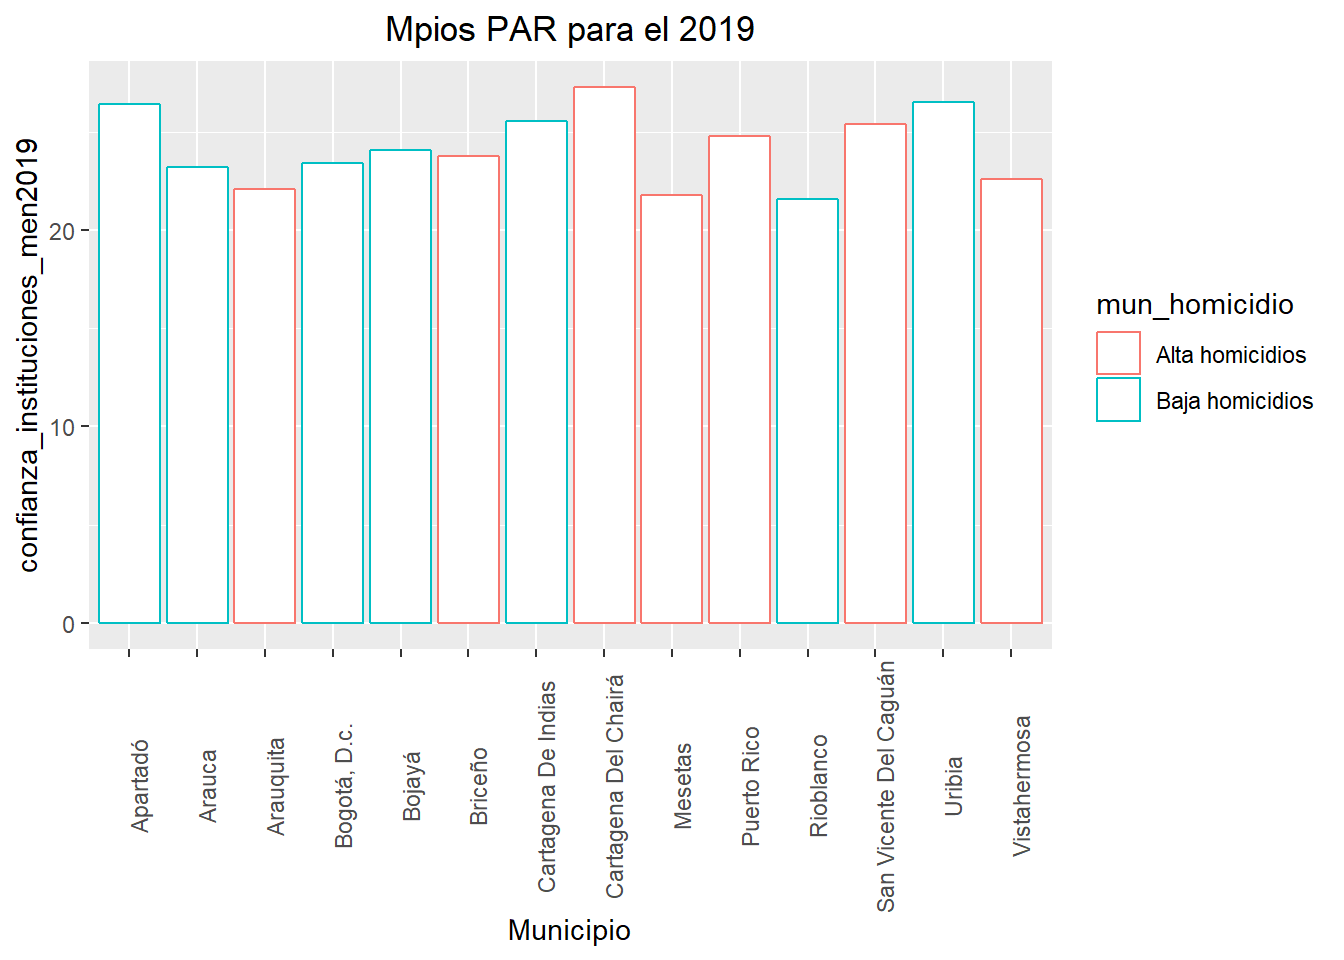 Mpios PAR para el 2019
confianza_instituciones_men2019
20
10
0
Apartadó
Arauca
Arauquita
Bogotá, D.c.
Bojayá
Briceño
Cartagena De Indias
Cartagena Del Chairá
Mesetas
Puerto Rico
Rioblanco
San Vicente Del Caguán
Uribia
Vistahermosa
Municipio
mun_homicidio
Alta homicidios
Baja homicidios